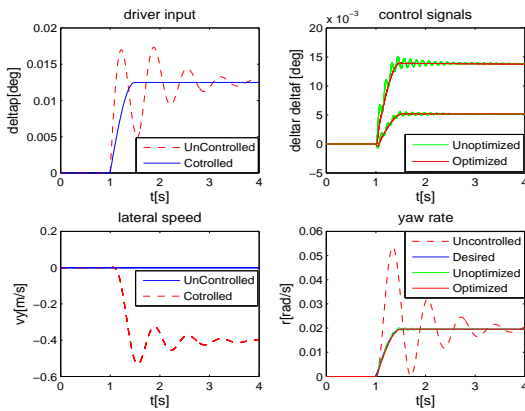 driver input
0.02
0.015
0.01
0.005
0
deltap[deg]
UnControlled
Cotrolled
0 1 2 3 4
t[s]
control signals
x 10⁻³
20
15
10
5
0
−5
deltar deltaf [deg]
Unoptimized
Optimized
0 1 2 3 4
t[s]
lateral speed
0
−0.2
−0.4
−0.6
vy[m/s]
UnControlled
Cotrolled
0 1 2 3 4
t[s]
yaw rate
0.06
0.05
0.04
0.03
0.02
0.01
0
r[rad/s]
Uncontrolled
Desired
Unoptimized
Optimized
0 1 2 3 4
t[s]